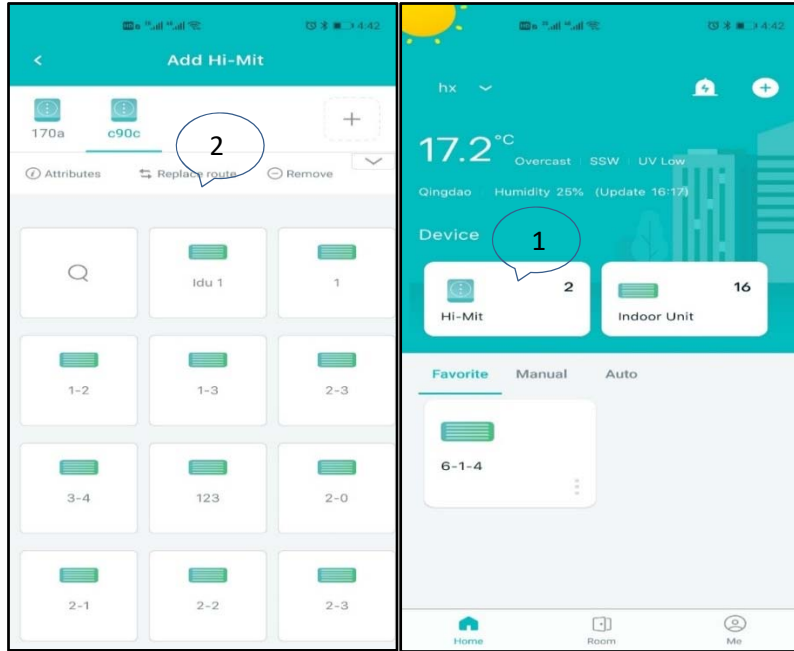 4:42
Add Hi-Mit
170a
c90c
+
2
Attributes
Replace route
Remove
Idu 1
1
1-2
1-3
2-3
3-4
123
2-0
2-1
2-2
2-3
4:42
hx
17.2°C
Overcast
SSW
UV Low
Qingdao
Humidity 25%
(Update 16:17)
Device
1
2
Hi-Mit
16
Indoor Unit
Favorite
Manual
Auto
6-1-4
Home
Room
Me